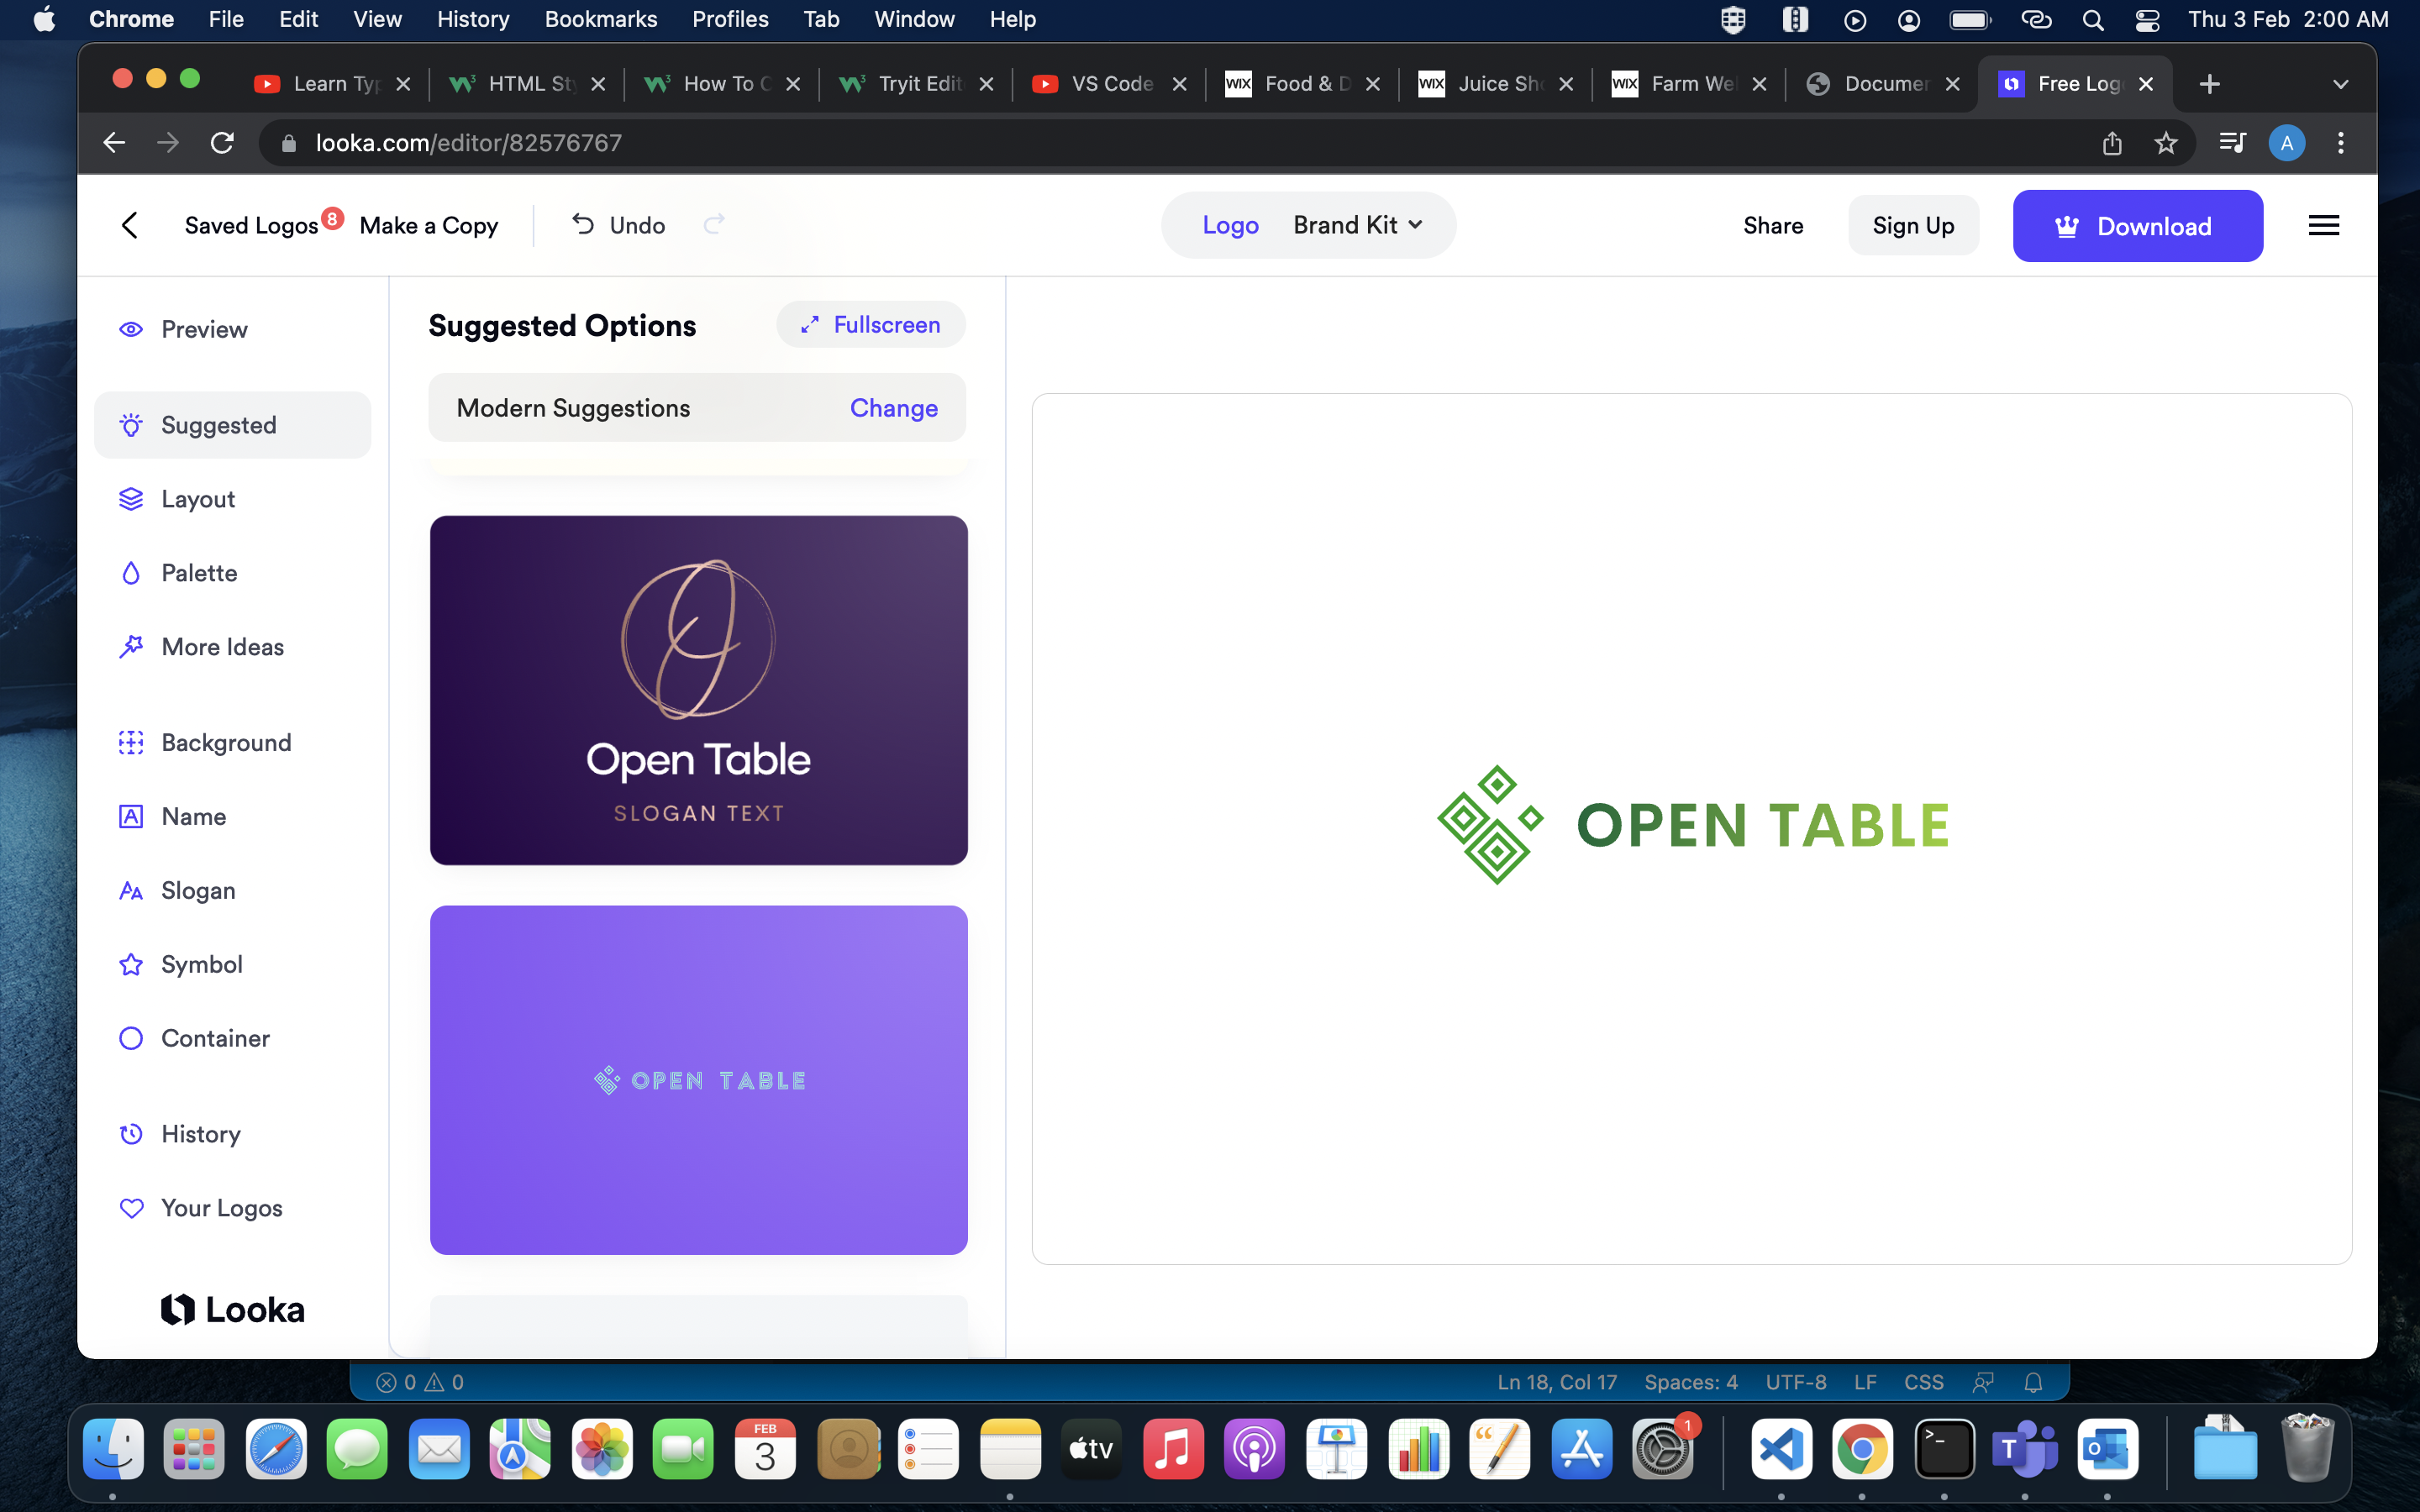 Chrome File Edit View History Bookmarks Profiles Tab Window Help Thu 3 Feb 2:00 AM
Learn Ty HTML St How To C Tryit Edit VS Code WIX Food & D WIX Juice Sh WIX Farm We Documen Free Log
looka.com/editor/82576767 A
Saved Logos 8 Make a Copy Undo Logo Brand Kit Share Sign Up Download
Preview
Suggested
Layout
Palette
More Ideas
Background
Name
Slogan
Symbol
Container
History
Your Logos
Looka
Suggested Options Fullscreen
Modern Suggestions Change
Open Table
SLOGAN TEXT
OPEN TABLE
OPEN TABLE
0 0 Ln 18, Col 17 Spaces: 4 UTF-8 LF CSS
FEB
3
tv
1